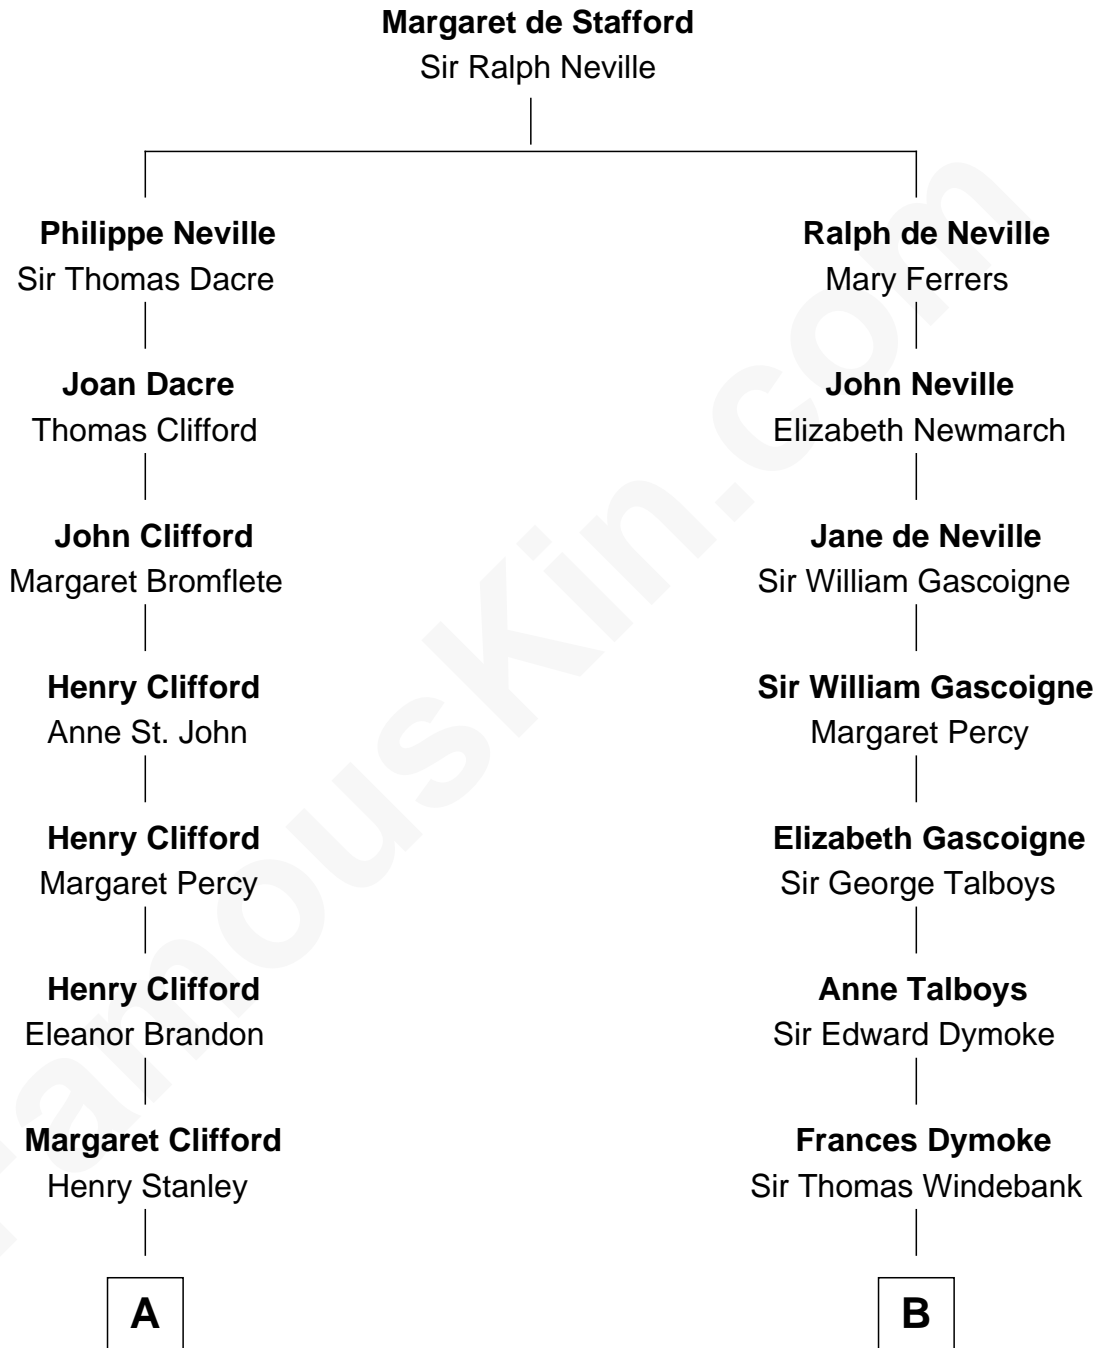 Margaret de Stafford
Sir Ralph Neville
Philippe Neville
Sir Thomas Dacre
Joan Dacre
Thomas Clifford
John Clifford
Margaret Bromflete
Henry Clifford
Anne St. John
Henry Clifford
Margaret Percy
Henry Clifford
Eleanor Brandon
Margaret Clifford
Henry Stanley
A
Ralph de Neville
Mary Ferrers
John Neville
Elizabeth Newmarch
Jane de Neville
Sir William Gascoigne
Sir William Gascoigne
Margaret Percy
Elizabeth Gascoigne
Sir George Talboys
Anne Talboys
Sir Edward Dymoke
Frances Dymoke
Sir Thomas Windebank
B
FamousKin.com